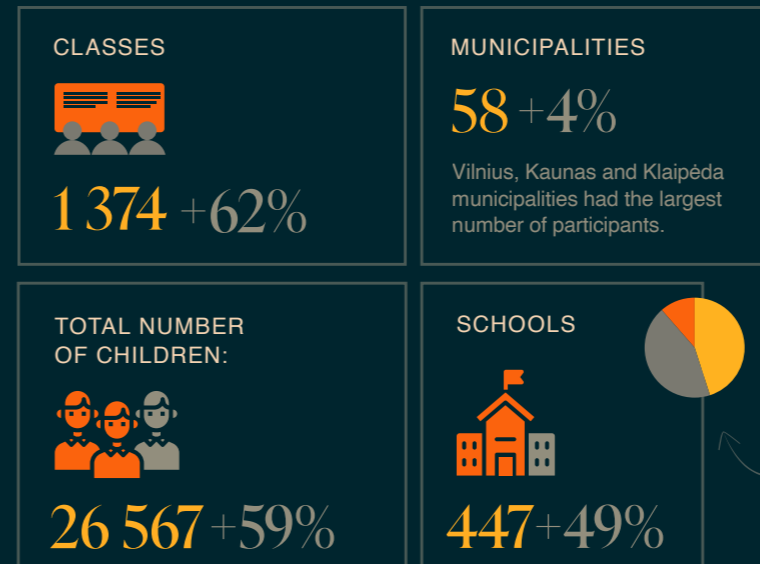 CLASSES
1 374 +62%
MUNICIPALITIES
58 +4%
Vilnius, Kaunas and Klaipėda
municipalities had the largest
number of participants.
TOTAL NUMBER
OF CHILDREN:
26 567 +59%
SCHOOLS
447 +49%